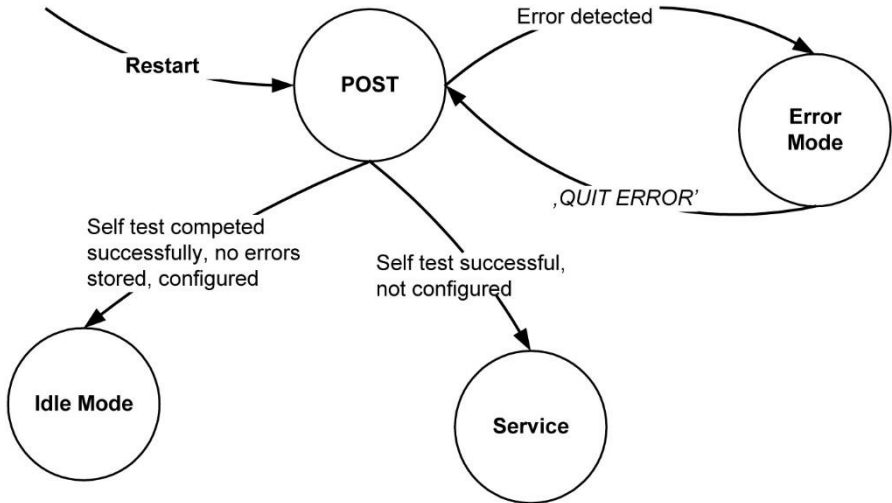 Error detected
Restart
POST
Error
Mode
‚QUIT ERROR’
Self test competed
successfully, no errors
stored, configured
Self test successful,
not configured
Idle Mode
Service